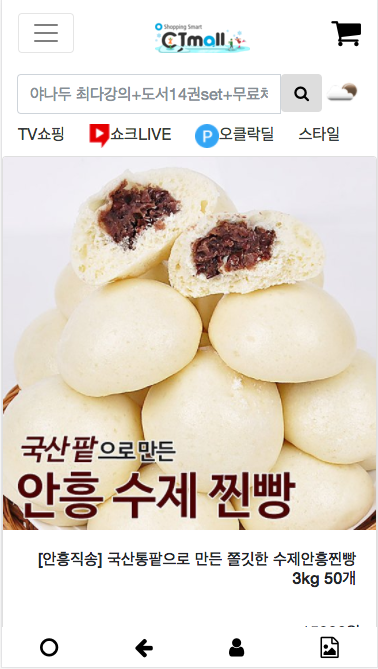 Shopping Smart
CTmall
야나두 최다강의+도서14권set+무료체
TV쇼핑
쇼크LIVE
P
오클락딜
스타일
국산팥으로 만든
안흥 수제 찐빵
[안흥직송] 국산통팥으로 만든 쫄깃한 수제안흥찐빵
3kg 50개